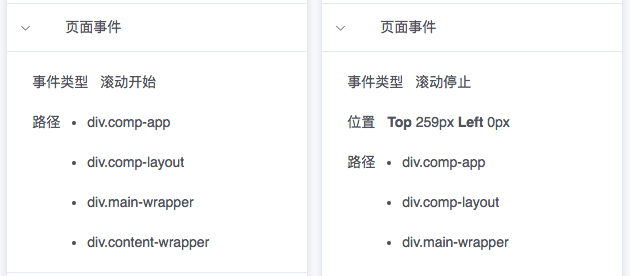 页面事件
事件类型 滚动开始
路径 • div.comp-app
• div.comp-layout
• div.main-wrapper
• div.content-wrapper
页面事件
事件类型 滚动停止
位置 Top 259px Left 0px
路径 • div.comp-app
• div.comp-layout
• div.main-wrapper